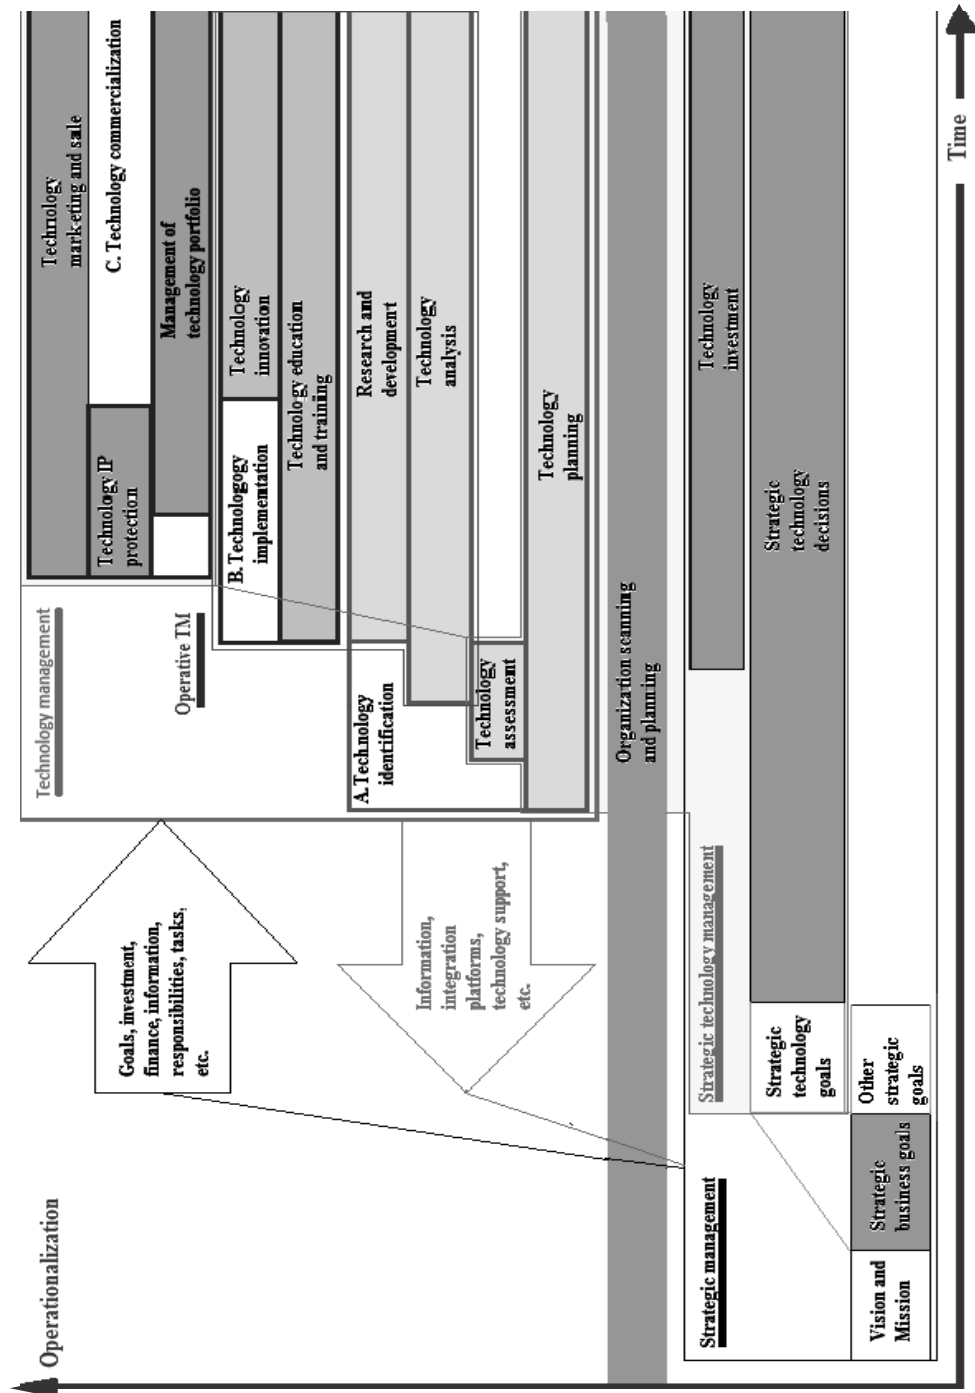 Operationalization
Technology management
Operative TM
Technology
marketing and sale
C. Technology commercialization
Technology IP
protection
Management of
technology portfolio
B. Technologogy
implementation
Technology
innovation
Technology education
and training
A. Technology
identification
Research and
development
Technology
analysis
Technology
assessment
Technology
planning
Goals, investment,
finance, information,
responsibilities, tasks,
etc.
Information,
integration
platforms,
technology support,
etc.
Organization scanning
and planning
Strategic management
Strategic technology management
Technology
investment
Strategic
technology
goals
Strategic
technology
decisions
Vision and
Mission
Strategic
business goals
Other
strategic
goals
Time